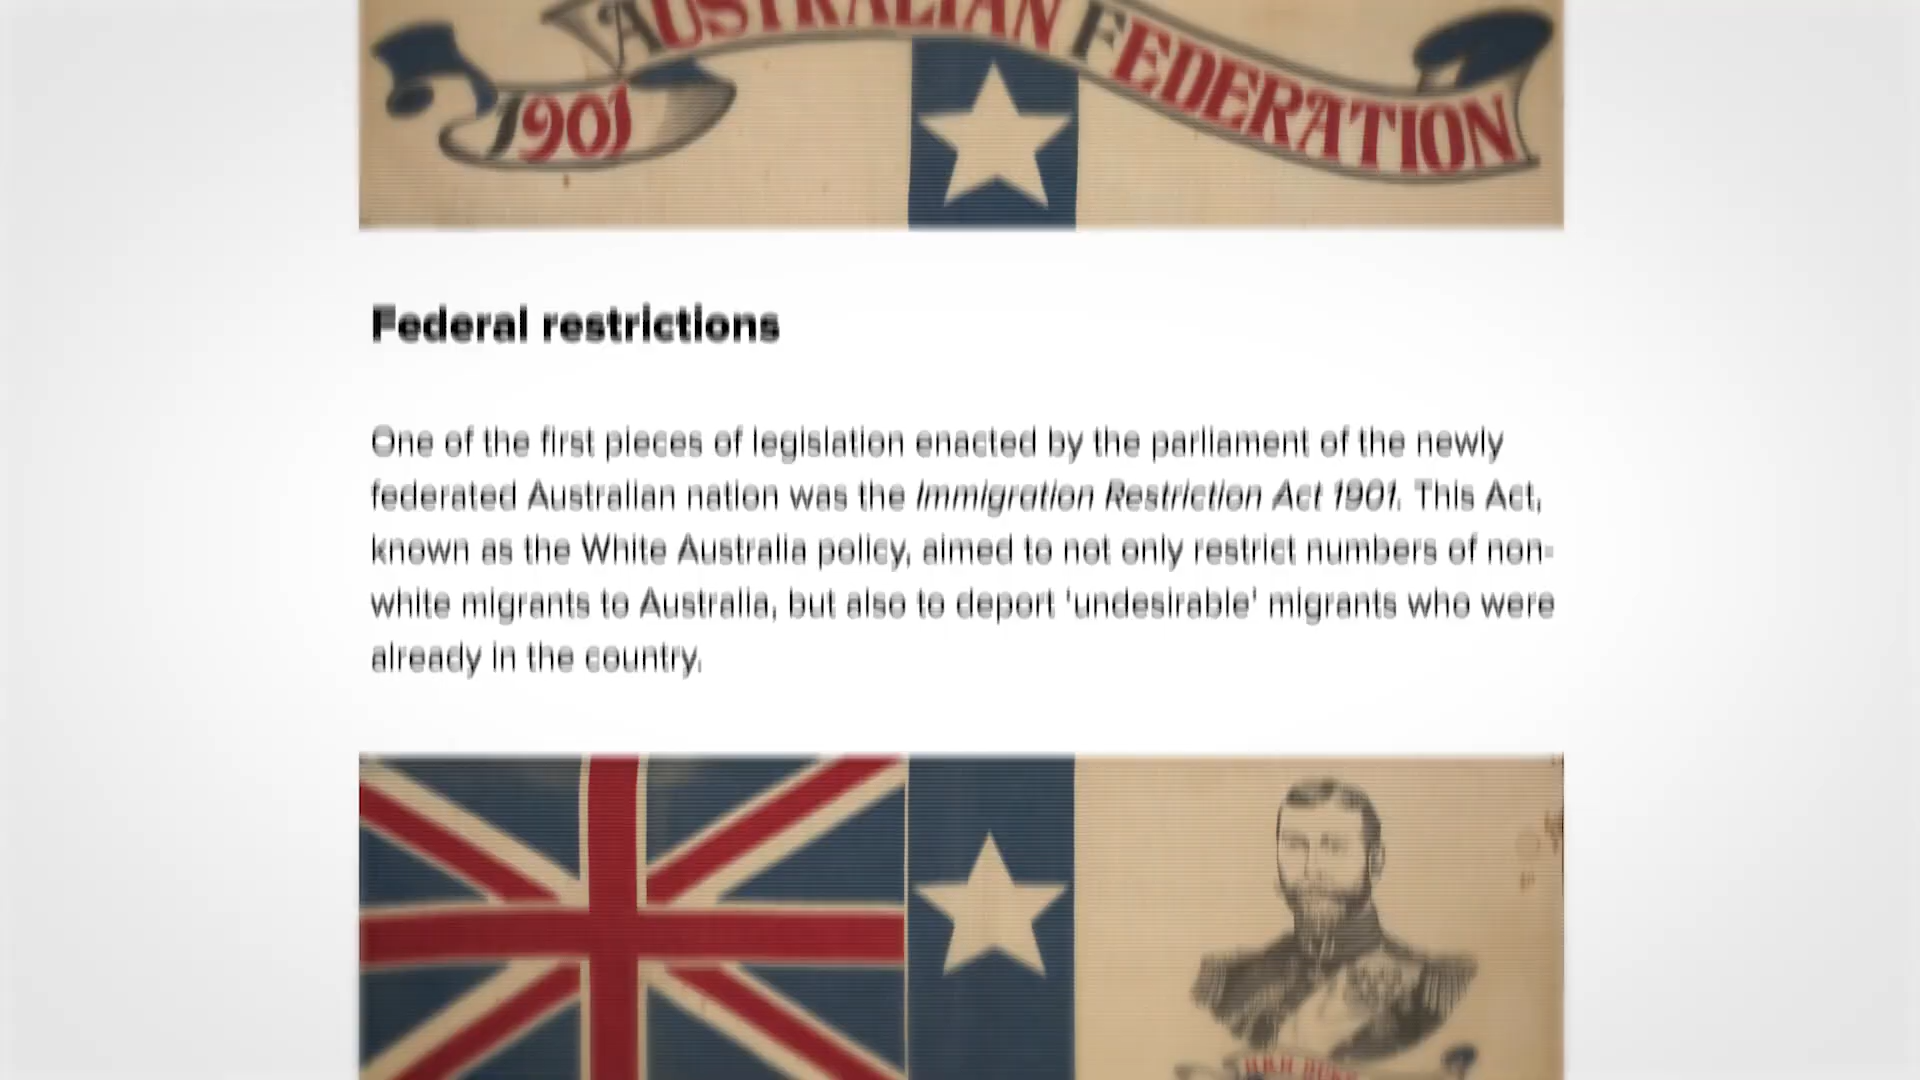 AUSTRALIAN FEDERATION
1901
Federal restrictions
One of the first pieces of legislation enacted by the parliament of the newly
federated Australian nation was the Immigration Restriction Act 1901. This Act,
known as the White Australia policy, aimed to not only restrict numbers of non-
white migrants to Australia, but also to deport 'undesirable' migrants who were
already in the country.